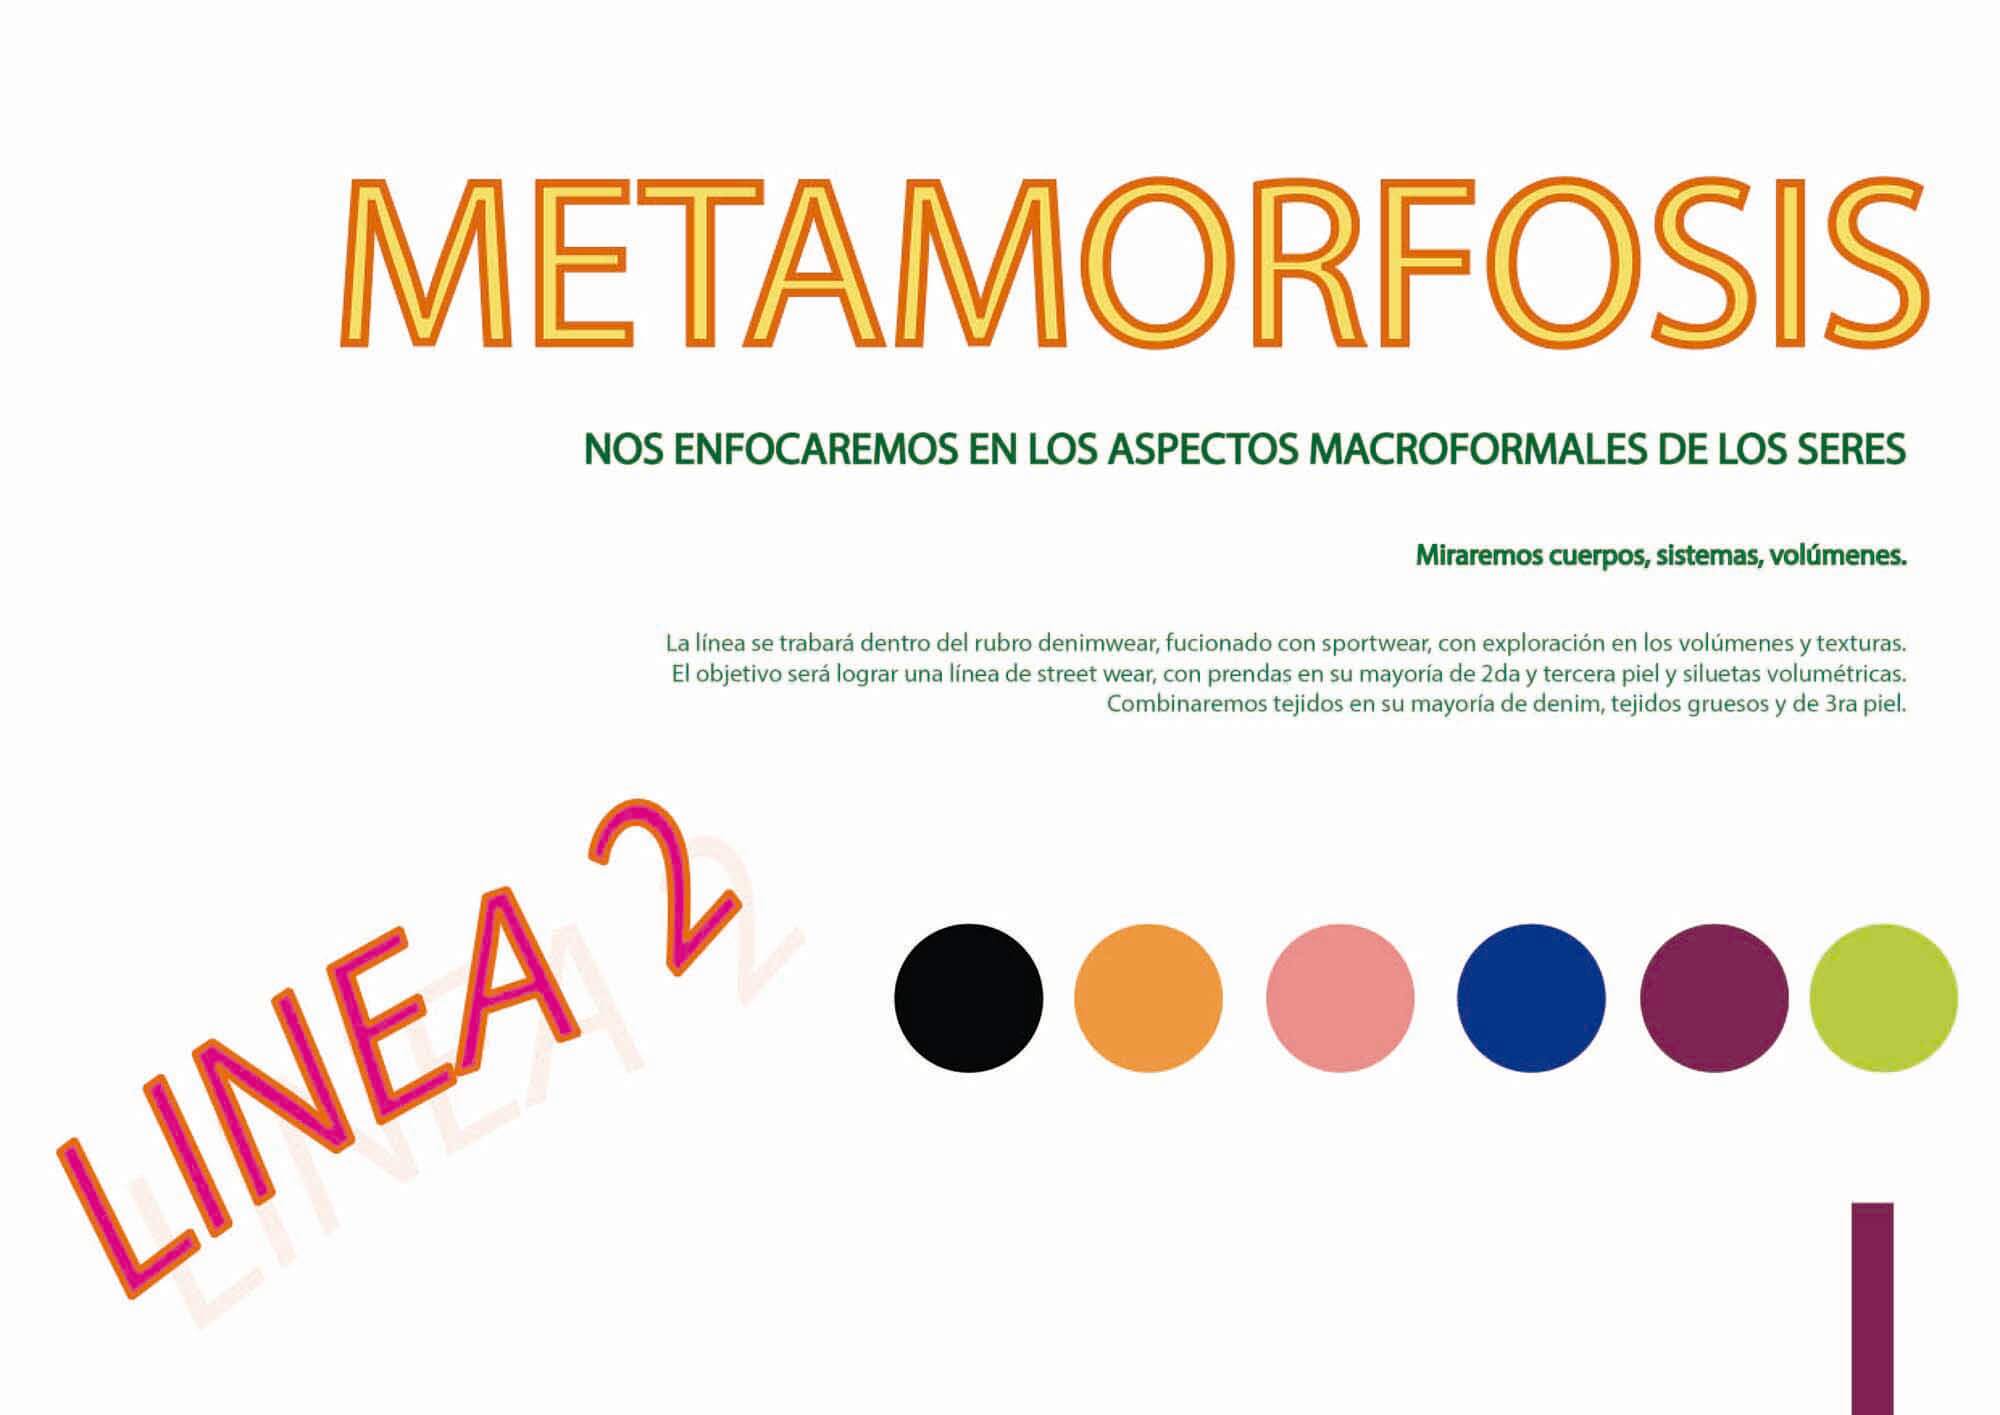 METAMORFOSIS
NOS ENFOCAREMOS EN LOS ASPECTOS MACROFORMALES DE LOS SERES
Miraremos cuerpos, sistemas, volúmenes.
La línea se trabará dentro del rubro denimwear, fucionado con sportwear, con exploración en los volúmenes y texturas.
El objetivo será lograr una línea de street wear, con prendas en su mayoría de 2da y tercera piel y siluetas volumétricas.
Combinaremos tejidos en su mayoría de denim, tejidos gruesos y de 3ra piel.
LINEA 2